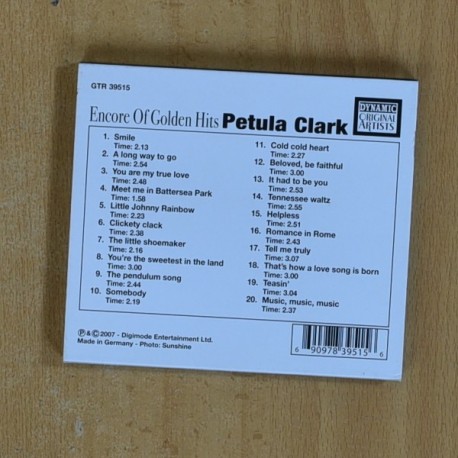 GTR 39515
Encore Of Golden Hits Petula Clark
DYNAMIC
ORIGINAL
ARTISTS
1. Smile
Time: 2.13
2. A long way to go
Time: 2.54
3. You are my true love
Time: 2.48
4. Meet me in Battersea Park
Time: 1.58
5. Little Johnny Rainbow
Time: 2.23
6. Clickety clack
Time: 2.38
7. The little shoemaker
Time: 2.16
8. You're the sweetest in the land
Time: 3.00
9. The pendulum song
Time: 2.44
10. Somebody
Time: 2.19
11. Cold cold heart
Time: 2.27
12. Beloved, be faithful
Time: 3.00
13. It had to be you
Time: 2.53
14. Tennessee waltz
Time: 2.55
15. Helpless
Time: 2.51
16. Romance in Rome
Time: 2.43
17. Tell me truly
Time: 3.07
18. That's how a love song is born
Time: 3.00
19. Teasin'
Time: 3.04
20. Music, music, music
Time: 2.37
℗&©2007 - Digimode Entertainment Ltd.
Made in Germany - Photo: Sunshine
6 90978 39515 6